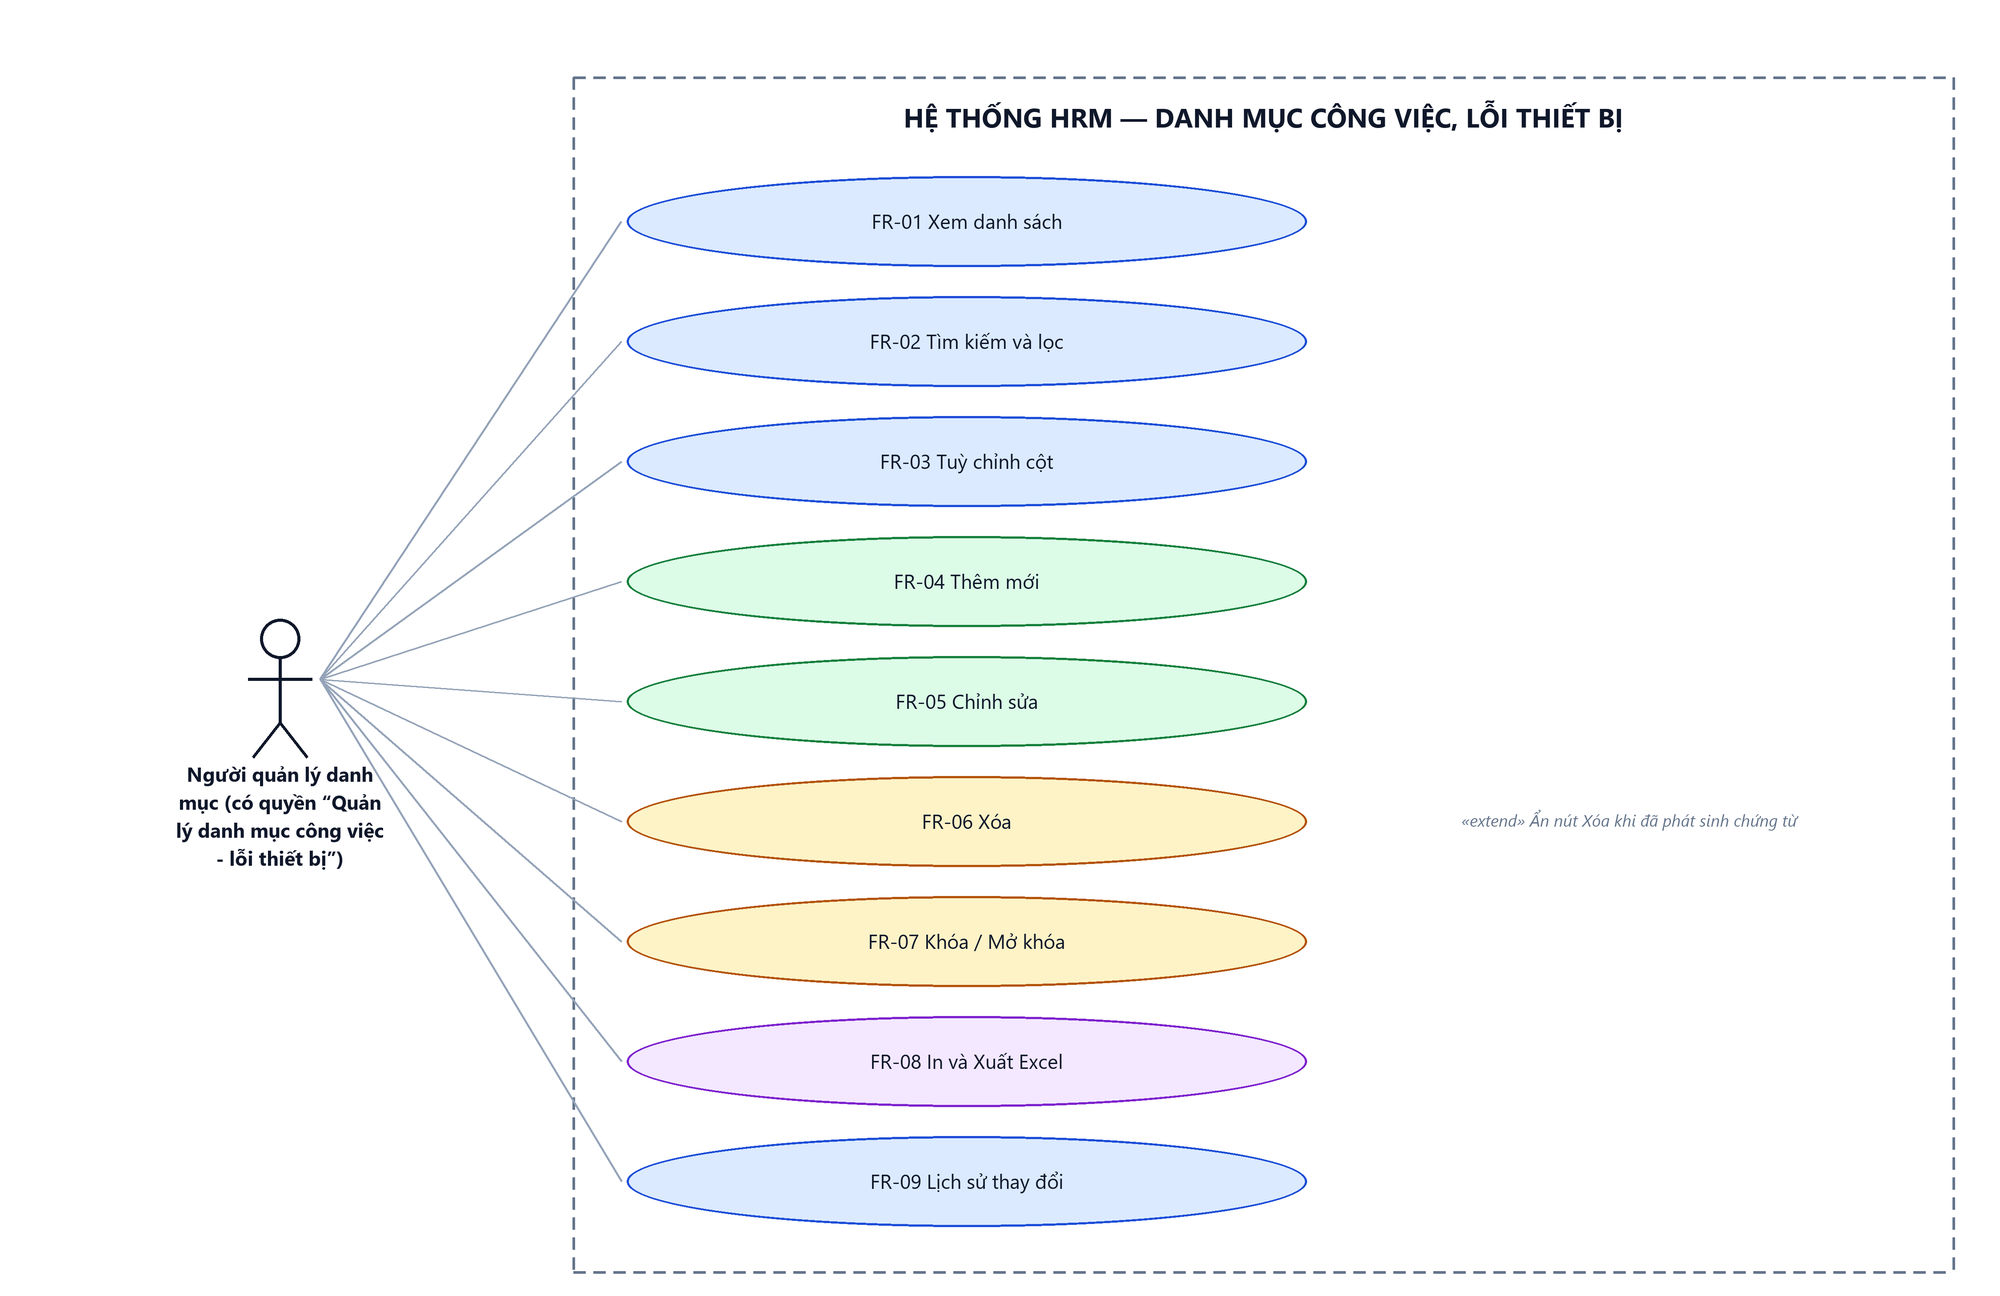 HỆ THỐNG HRM — DANH MỤC CÔNG VIỆC, LỖI THIẾT BỊ
FR-01 Xem danh sách
FR-02 Tìm kiếm và lọc
FR-03 Tuỳ chỉnh cột
FR-04 Thêm mới
FR-05 Chỉnh sửa
Người quản lý danh
mục (có quyền “Quản
lý danh mục công việc
- lỗi thiết bị”)
FR-06 Xóa
«extend» Ẩn nút Xóa khi đã phát sinh chứng từ
FR-07 Khóa / Mở khóa
FR-08 In và Xuất Excel
FR-09 Lịch sử thay đổi